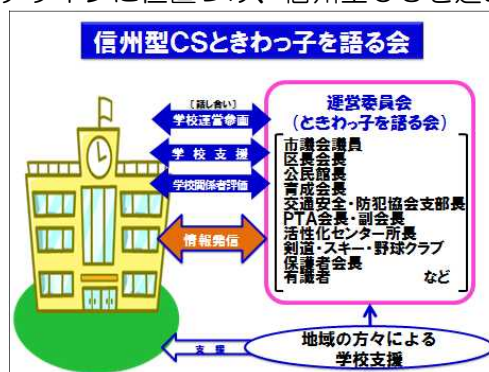 信州型CSときわっ子を語る会
[話し合い]
学校運営参画
学校支援
学校関係者評価
情報発信
運営委員会
(ときわっ子を語る会)
市議会議員
区長会長
公民館長
育成会長
交通安全・防犯協会支部長
PTA会長・副会長
活性化センター所長
剣道・スキー・野球クラブ
保護者会長
有識者 など
支援
地域の方々による
学校支援